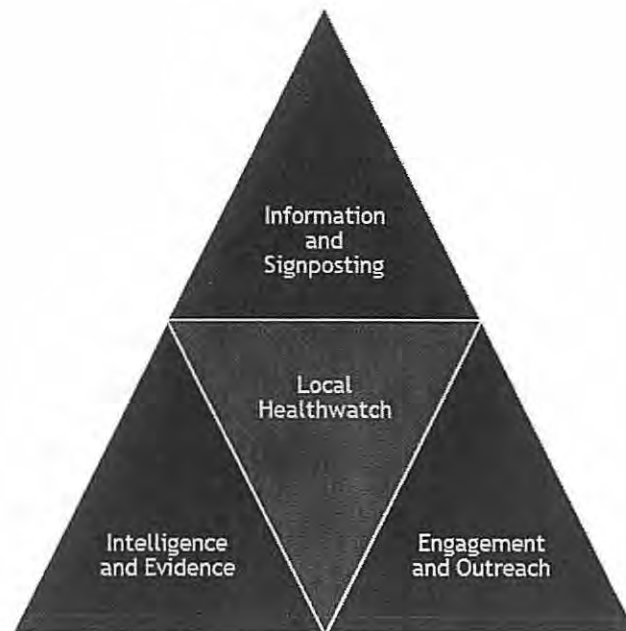 Information
and
Signposting
Local
Healthwatch
Intelligence
and Evidence
Engagement
and Outreach